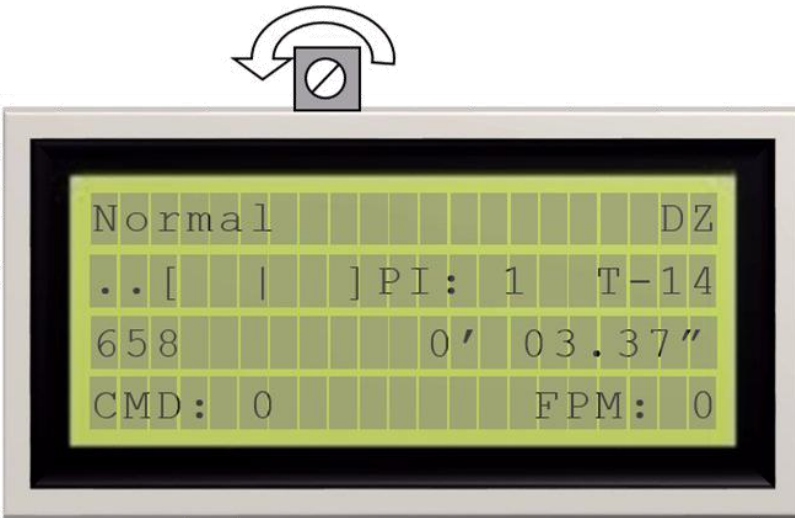 Normal DZ
..[ | ]PI: 1 T-14
658 0′ 03.37″
CMD: 0 FPM: 0